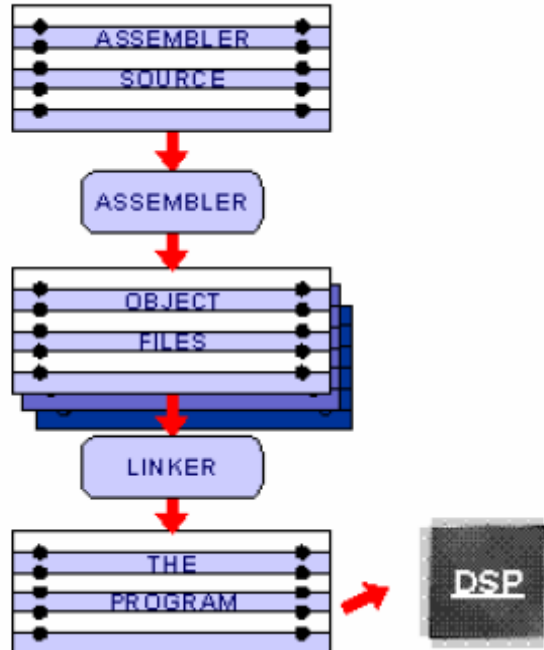 ASSEMBLER
SOURCE
ASSEMBLER
OBJECT
FILES
LINKER
THE
PROGRAM
DSP